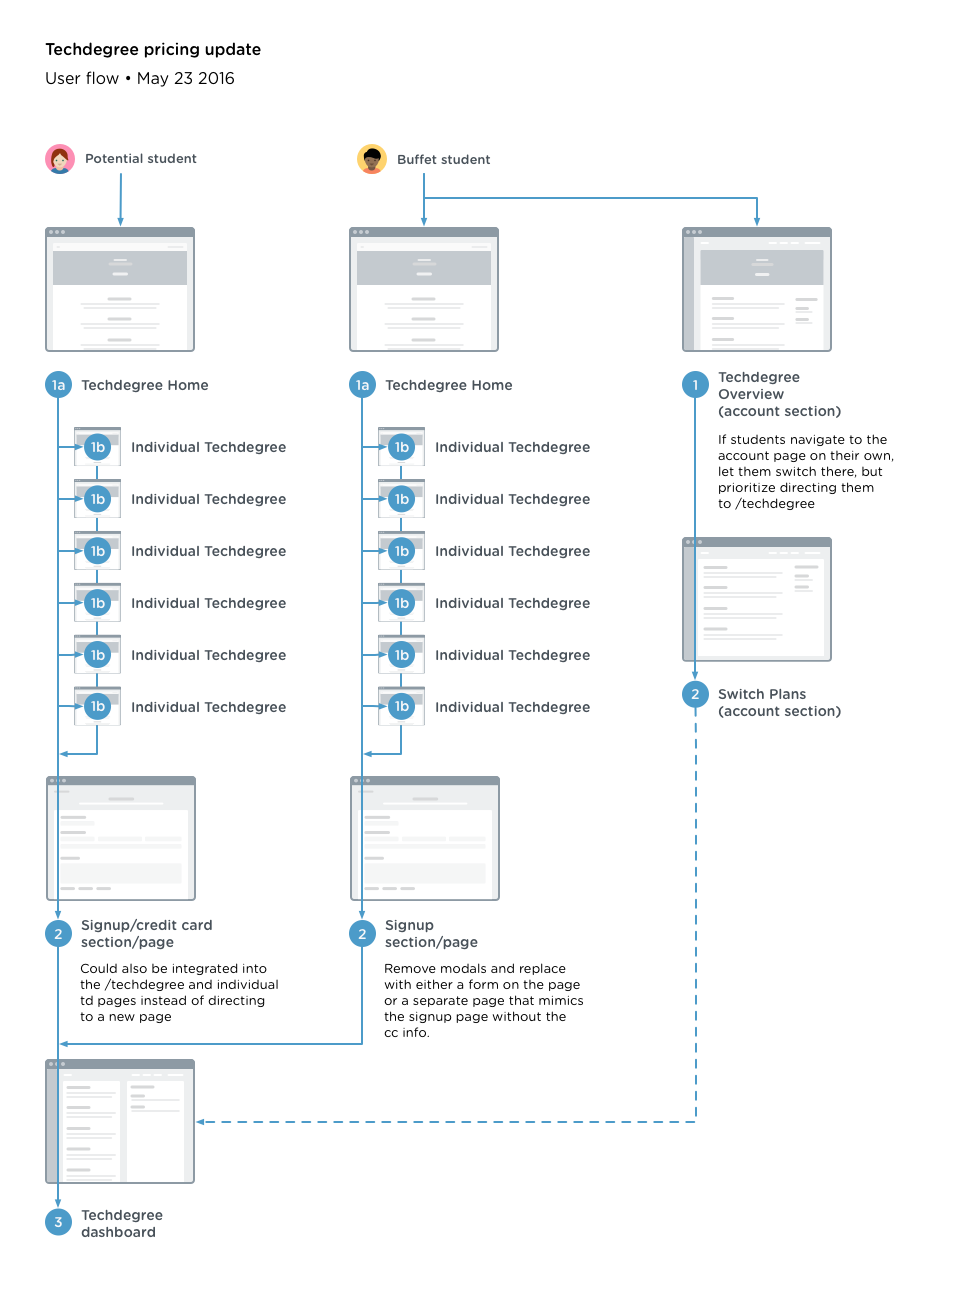 Techdegree pricing update
User flow • May 23 2016
Potential student
1a
Techdegree Home
1b
Individual Techdegree
1b
Individual Techdegree
1b
Individual Techdegree
1b
Individual Techdegree
1b
Individual Techdegree
1b
Individual Techdegree
2
Signup/credit card
section/page
Could also be integrated into
the /techdegree and individual
td pages instead of directing
to a new page
3
Techdegree
dashboard
Buffet student
1a
Techdegree Home
1b
Individual Techdegree
1b
Individual Techdegree
1b
Individual Techdegree
1b
Individual Techdegree
1b
Individual Techdegree
1b
Individual Techdegree
2
Signup
section/page
Remove modals and replace
with either a form on the page
or a separate page that mimics
the signup page without the
cc info.
1
Techdegree
Overview
(account section)
If students navigate to the
account page on their own,
let them switch there, but
prioritize directing them
to /techdegree
2
Switch Plans
(account section)